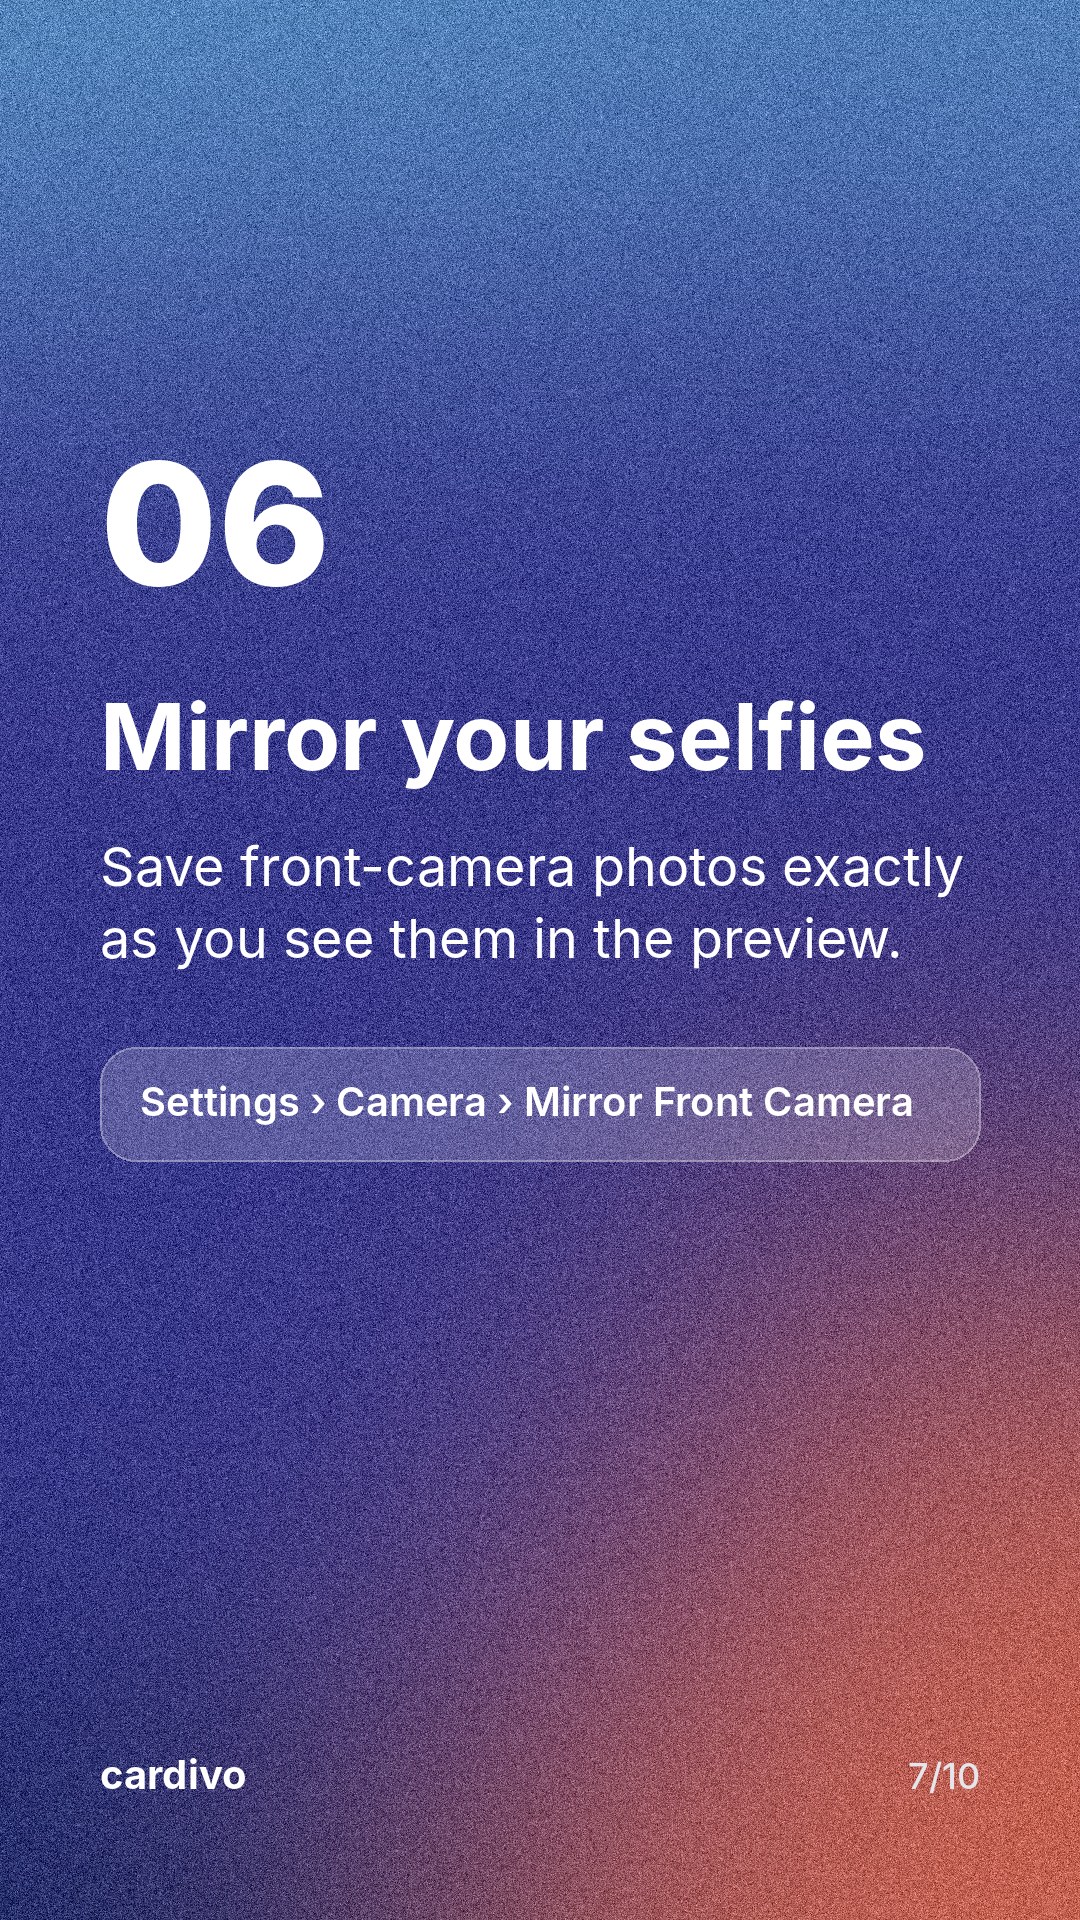 06
Mirror your selfies
Save front-camera photos exactly
as you see them in the preview.
Settings › Camera › Mirror Front Camera
cardivo
7/10